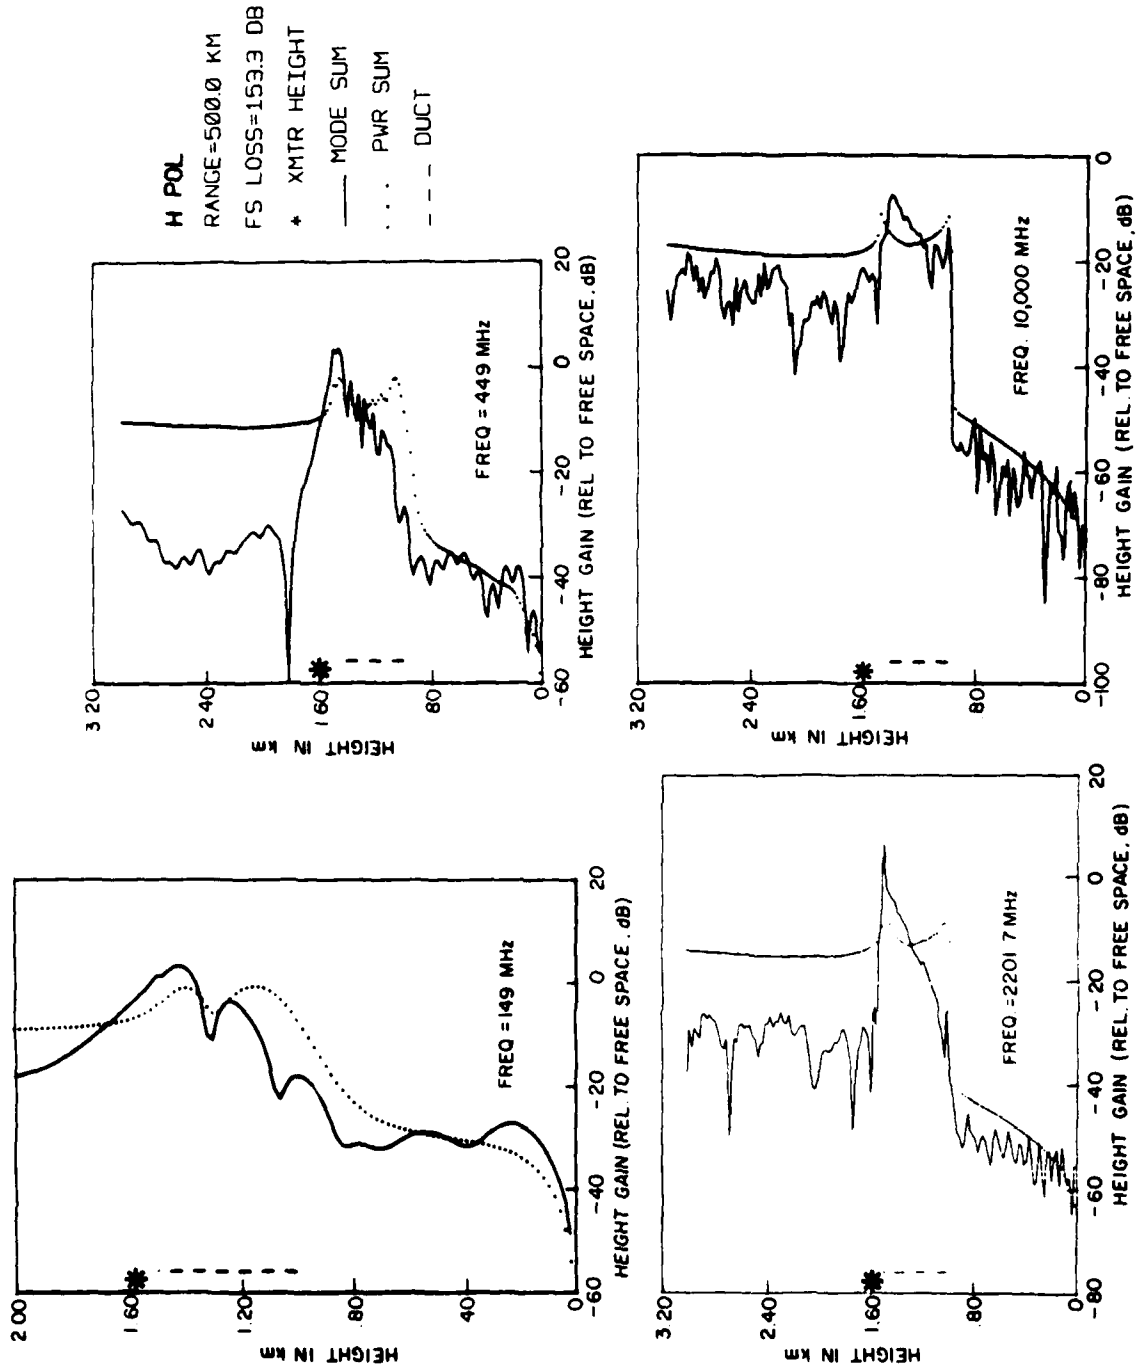 H POL
RANGE=500.0 KM
FS LOSS=153.3 DB
* XMTR HEIGHT
MODE SUM
PWR SUM
DUCT
2.00
1.60
1.20
.80
.40
0
HEIGHT IN km
-60
-40
-20
0
20
HEIGHT GAIN (REL. TO FREE SPACE, dB)
FREQ = 149 MHz
3.20
2.40
1.60
.80
0
HEIGHT IN km
-60
-40
-20
0
20
HEIGHT GAIN (REL TO FREE SPACE, dB)
FREQ = 449 MHz
3.20
2.40
1.60
.80
0
HEIGHT IN km
-80
-60
-40
-20
0
20
HEIGHT GAIN (REL. TO FREE SPACE, dB)
FREQ. = 2201 7 MHz
3.20
2.40
1.60
.80
0
HEIGHT IN km
-100
-80
-60
-40
-20
0
HEIGHT GAIN (REL. TO FREE SPACE, dB)
FREQ. 10,000 MHz